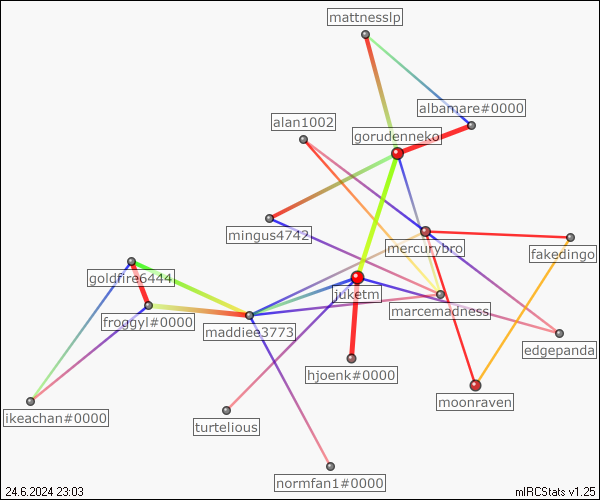 mattnesslp
albamare#0000
alan1002
gorudenneko
mingus4742
mercurybro
fakedingo
goldfire6444
juketm
marcemadness
froggyl#0000
maddiee3773
edgepanda
hjoenk#0000
moonraven
ikeachan#0000
turtelious
normfan1#0000
24.6.2024 23:03
mIRCStats v1.25